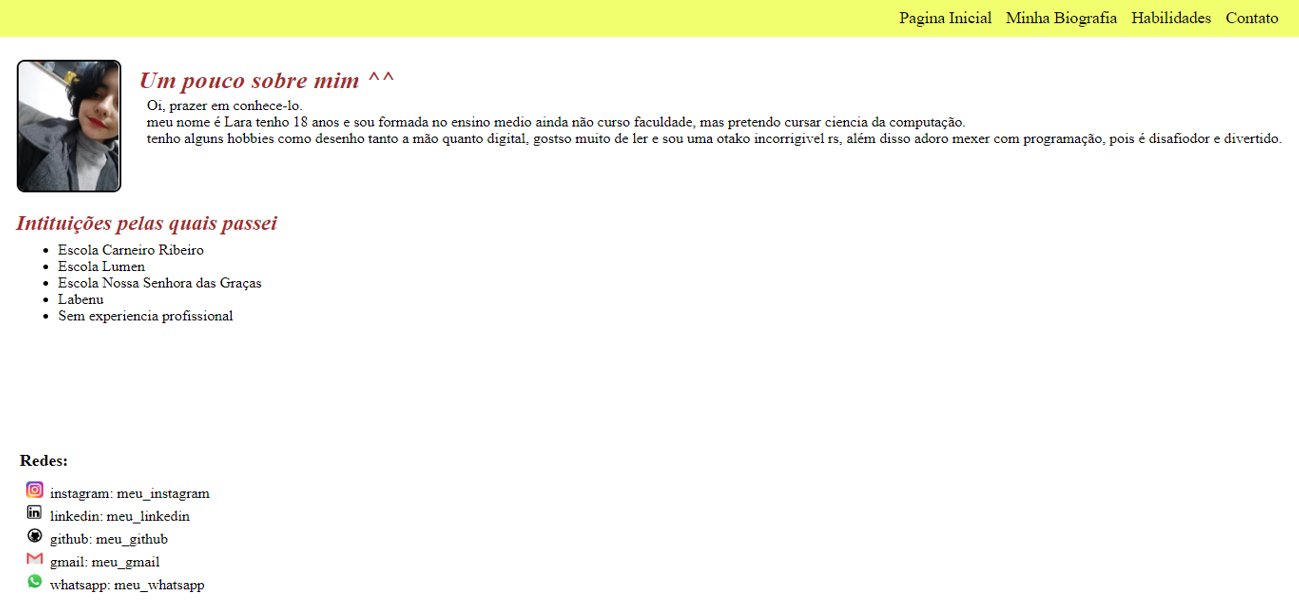 Pagina Inicial Minha Biografia Habilidades Contato
Um pouco sobre mim ^^
Oi, prazer em conhece-lo.
meu nome é Lara tenho 18 anos e sou formada no ensino medio ainda não curso faculdade, mas pretendo cursar ciencia da computação.
tenho alguns hobbies como desenho tanto a mão quanto digital, gostso muito de ler e sou uma otako incorrigivel rs, além disso adoro mexer com programação, pois é disafiodor e divertido.
Intituições pelas quais passei
Escola Carneiro Ribeiro
Escola Lumen
Escola Nossa Senhora das Graças
Labenu
Sem experiencia profissional
Redes:
instagram: meu_instagram
linkedin: meu_linkedin
github: meu_github
gmail: meu_gmail
whatsapp: meu_whatsapp